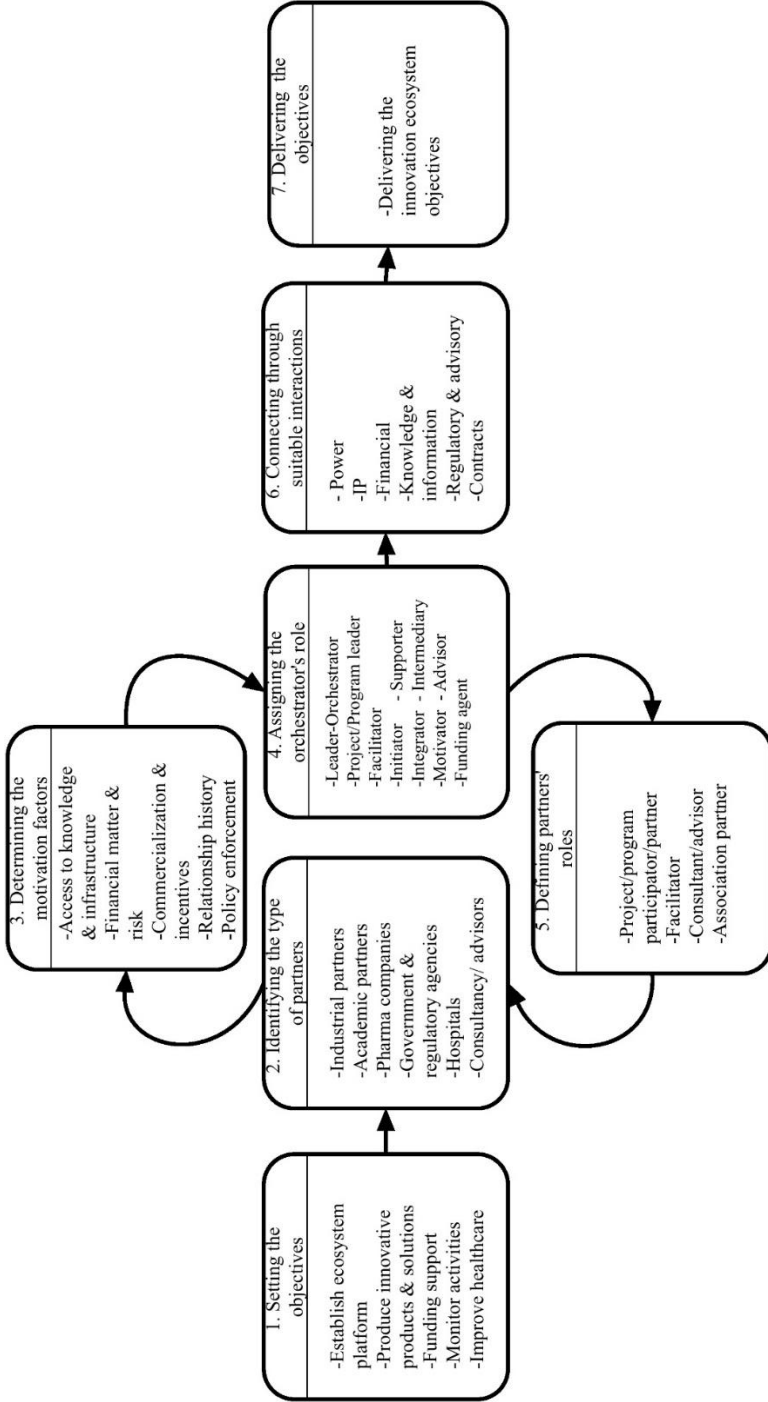 1. Setting the
objectives
-Establish ecosystem
platform
-Produce innovative
products & solutions
-Funding support
-Monitor activities
-Improve healthcare
2. Identifying the type
of partners
-Industrial partners
-Academic partners
-Pharma companies
-Government &
regulatory agencies
-Hospitals
-Consultancy/ advisors
3. Determining the
motivation factors
-Access to knowledge
& infrastructure
-Financial matter &
risk
-Commercialization &
incentives
-Relationship history
-Policy enforcement
4. Assigning the
orchestrator's role
-Leader-Orchestrator
-Project/Program leader
-Facilitator
-Initiator - Supporter
-Integrator - Intermediary
-Motivator - Advisor
-Funding agent
5. Defining partners'
roles
-Project/program
participator/partner
-Facilitator
-Consultant/advisor
-Association partner
6. Connecting through
suitable interactions
- Power
-IP
-Financial
-Knowledge &
information
-Regulatory & advisory
-Contracts
7. Delivering the
objectives
-Delivering the
innovation ecosystem
objectives